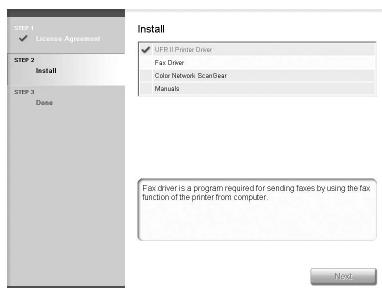 STEP 1
License Agreement
STEP 2
Install
STEP 3
Done
Install
UFR II Printer Driver
Fax Driver
Color Network ScanGear
Manuals
Fax driver is a program required for sending faxes by using the fax
function of the printer from computer.
Next